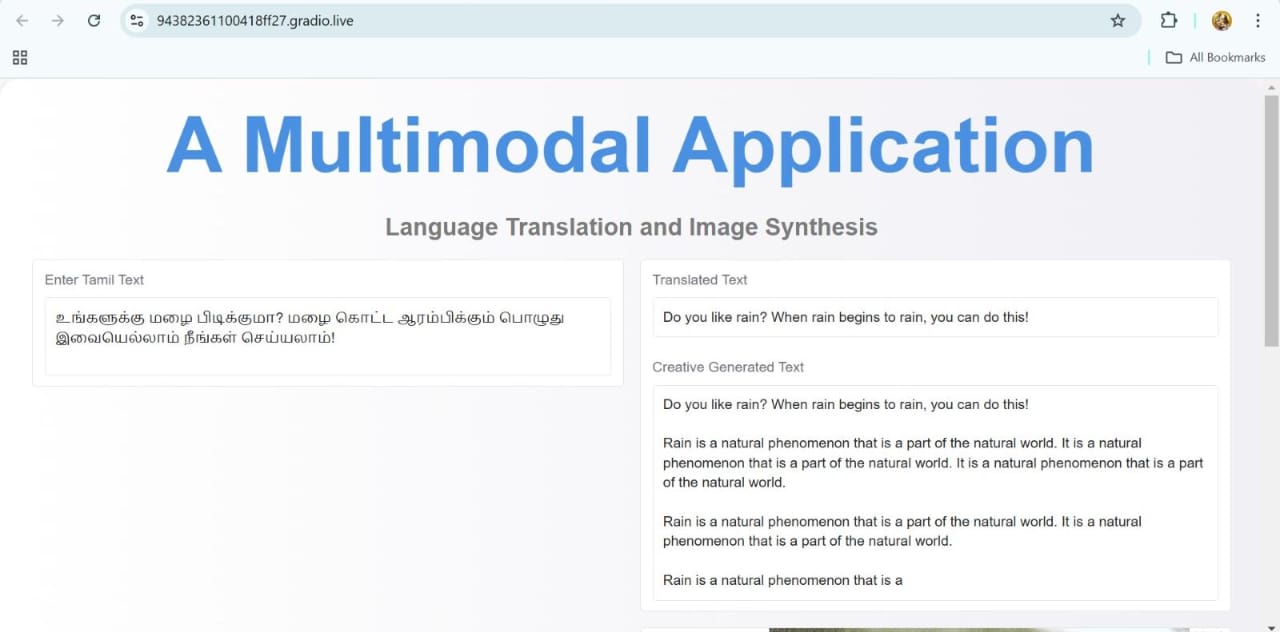 94382361100418ff27.gradio.live
All Bookmarks
A Multimodal Application
Language Translation and Image Synthesis
Enter Tamil Text
உங்களுக்கு மழை பிடிக்குமா? மழை கொட்ட ஆரம்பிக்கும் பொழுது
இவையெல்லாம் நீங்கள் செய்யலாம்!
Translated Text
Do you like rain? When rain begins to rain, you can do this!
Creative Generated Text
Do you like rain? When rain begins to rain, you can do this!
Rain is a natural phenomenon that is a part of the natural world. It is a natural
phenomenon that is a part of the natural world. It is a natural phenomenon that is a part
of the natural world.
Rain is a natural phenomenon that is a part of the natural world. It is a natural
phenomenon that is a part of the natural world.
Rain is a natural phenomenon that is a